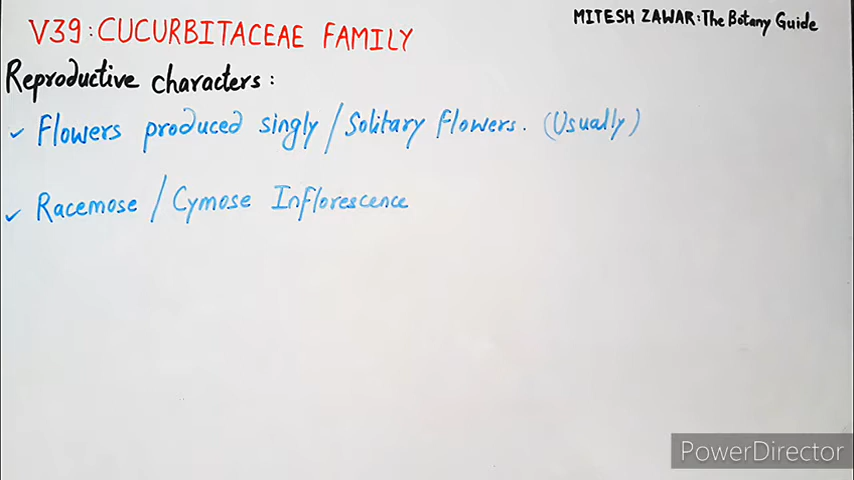 V39: CUCURBITACEAE FAMILY
MITESH ZAWAR: The Botany Guide
Reproductive characters:
✓ Flowers produced singly / Solitary flowers. (Usually)
✓ Racemose / Cymose Inflorescence
PowerDirector